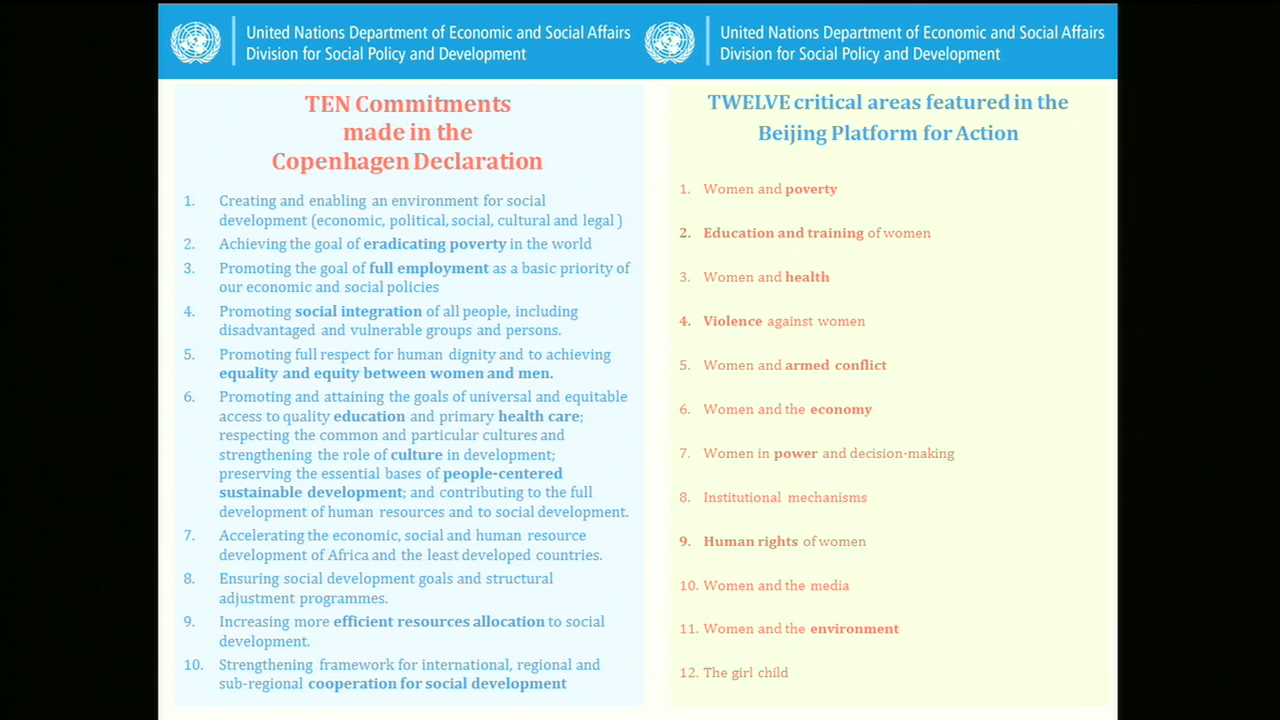 United Nations Department of Economic and Social Affairs
Division for Social Policy and Development
United Nations Department of Economic and Social Affairs
Division for Social Policy and Development
TEN Commitments
made in the
Copenhagen Declaration
1. Creating and enabling an environment for social
development (economic, political, social, cultural and legal )
2. Achieving the goal of eradicating poverty in the world
3. Promoting the goal of full employment as a basic priority of
our economic and social policies
4. Promoting social integration of all people, including
disadvantaged and vulnerable groups and persons.
5. Promoting full respect for human dignity and to achieving
equality and equity between women and men.
6. Promoting and attaining the goals of universal and equitable
access to quality education and primary health care;
respecting the common and particular cultures and
strengthening the role of culture in development;
preserving the essential bases of people-centered
sustainable development; and contributing to the full
development of human resources and to social development.
7. Accelerating the economic, social and human resource
development of Africa and the least developed countries.
8. Ensuring social development goals and structural
adjustment programmes.
9. Increasing more efficient resources allocation to social
development.
10. Strengthening framework for international, regional and
sub-regional cooperation for social development
TWELVE critical areas featured in the
Beijing Platform for Action
1. Women and poverty
2. Education and training of women
3. Women and health
4. Violence against women
5. Women and armed conflict
6. Women and the economy
7. Women in power and decision-making
8. Institutional mechanisms
9. Human rights of women
10. Women and the media
11. Women and the environment
12. The girl child